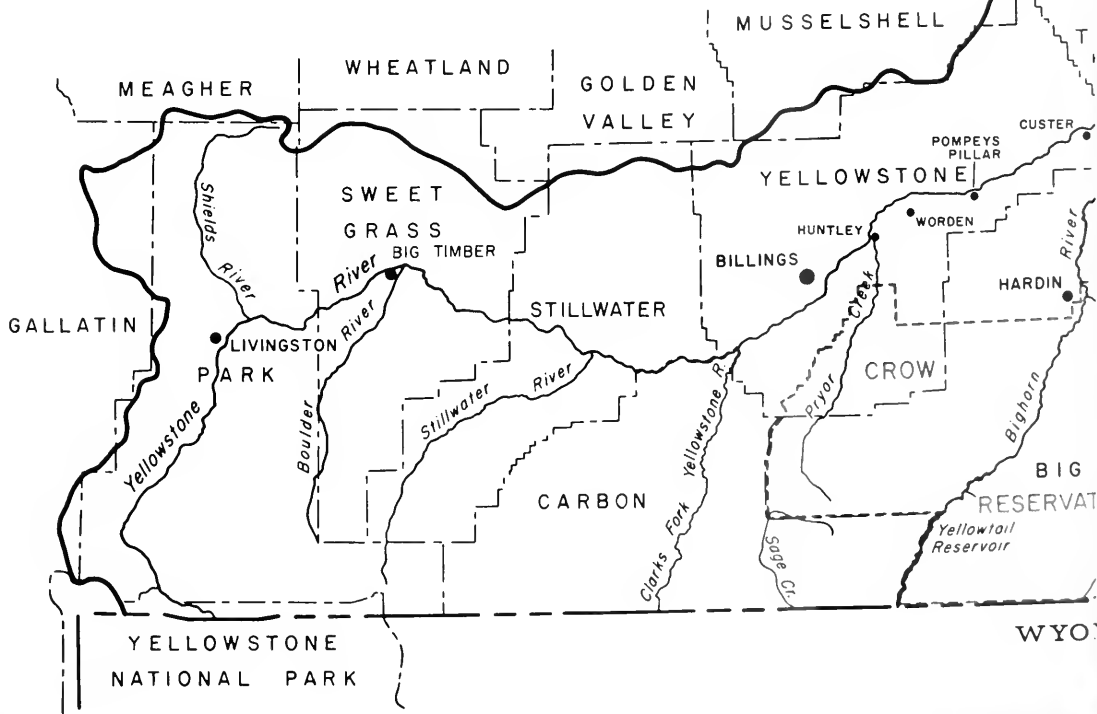 MUSSELSHELL
T
WHEATLAND
MEAGHER
GOLDEN
VALLEY
CUSTER
POMPEYS
PILLAR
YELLOWSTONE
Shields River
SWEET
GRASS
WORDEN
HUNTLEY
BIG TIMBER
River
BILLINGS
River
HARDIN
STILLWATER
GALLATIN
LIVINGSTON
PARK
Yellowstone
Boulder River
Stillwater River
Clarks Fork Yellowstone R.
Pryor Creek
CROW
Bighorn
BIG
RESERVAT
CARBON
Yellowtail
Reservoir
Sage Cr.
WYO
YELLOWSTONE
NATIONAL PARK